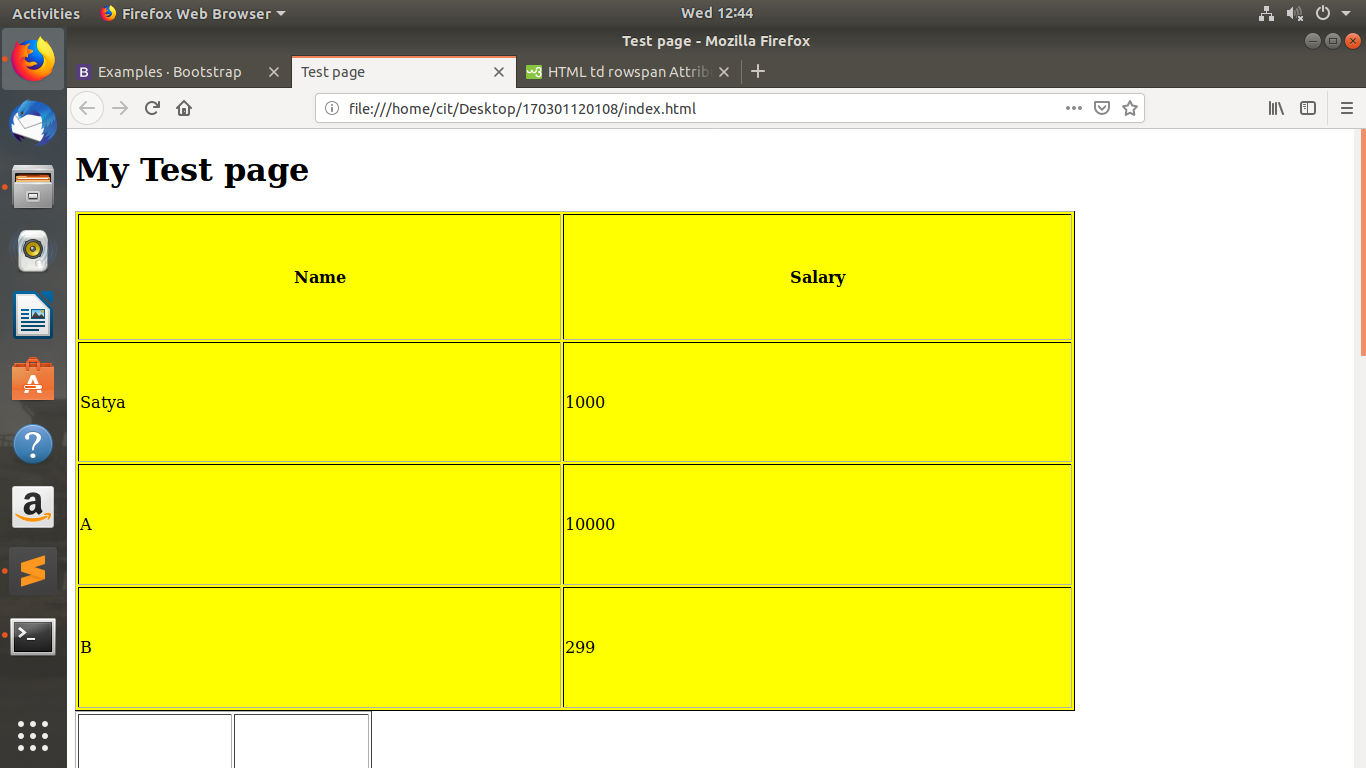 Activities Firefox Web Browser Wed 12:44
Test page - Mozilla Firefox
Examples · Bootstrap Test page HTML td rowspan Attrib
file:///home/cit/Desktop/170301120108/index.html
My Test page
Name Salary
Satya 1000
A 10000
B 299